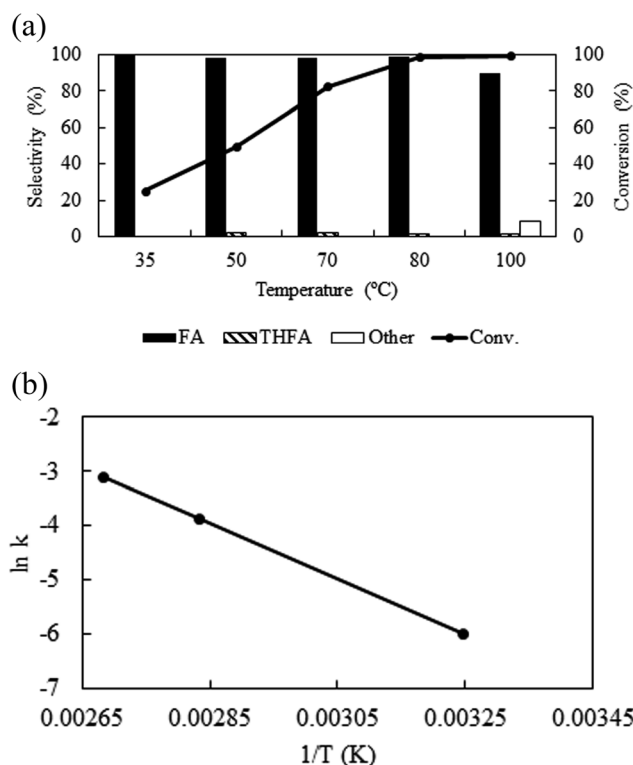 (a)
Selectivity (%)
100
80
60
40
20
0
100
80
60
40
20
0
Conversion (%)
35 50 70 80 100
Temperature (ºC)
FA THFA Other Conv.
(b)
ln k
-2
-3
-4
-5
-6
-7
0.00265 0.00285 0.00305 0.00325 0.00345
1/T (K)